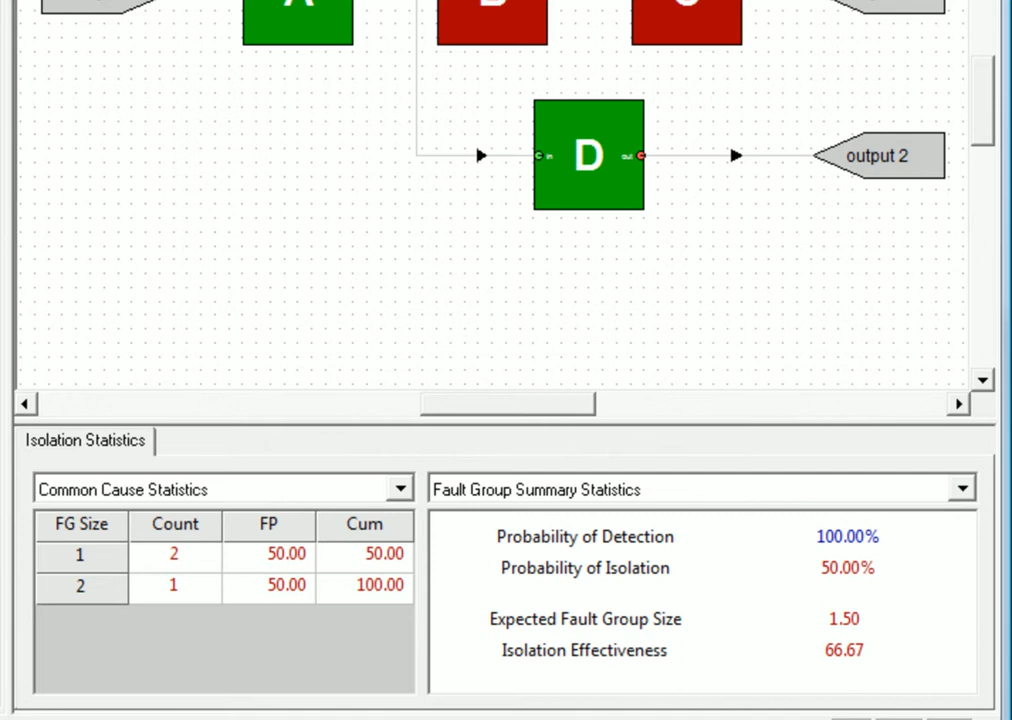 A B C
in D out
output 2
Isolation Statistics
Common Cause Statistics
Fault Group Summary Statistics
FG Size Count FP Cum
1 2 50.00 50.00
2 1 50.00 100.00
Probability of Detection 100.00%
Probability of Isolation 50.00%
Expected Fault Group Size 1.50
Isolation Effectiveness 66.67